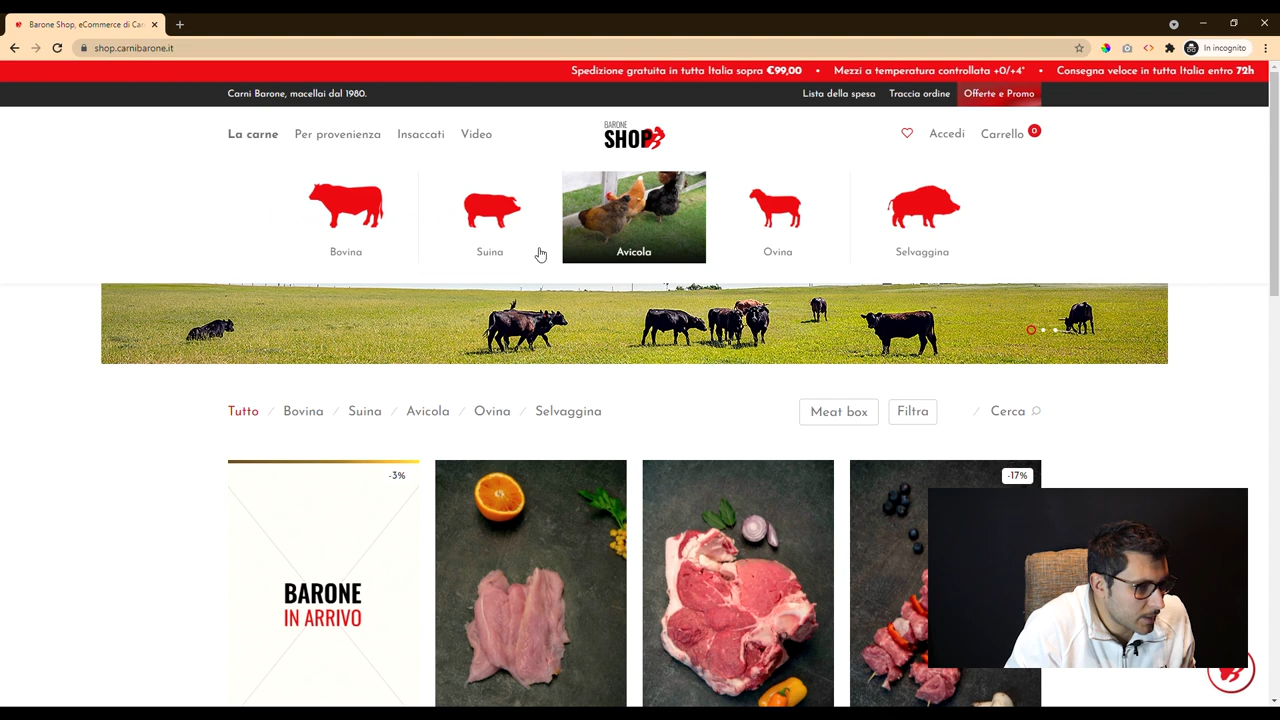 Barone Shop, eCommerce di Ca
shop.carnibarone.it
In incognito
Spedizione gratuita in tutta Italia sopra €99,00 • Mezzi a temperatura controllata +0/+4° • Consegna veloce in tutta Italia entro 72h
Carni Barone, macellai dal 1980.
Lista della spesa
Traccia ordine
Offerte e Promo
La carne
Per provenienza
Insaccati
Video
BARONE
SHOP
Accedi
Carrello 0
Bovina
Suina
Avicola
Ovina
Selvaggina
Tutto / Bovina / Suina / Avicola / Ovina / Selvaggina
Meat box
Filtra
/ Cerca
-3%
-17%
BARONE
IN ARRIVO